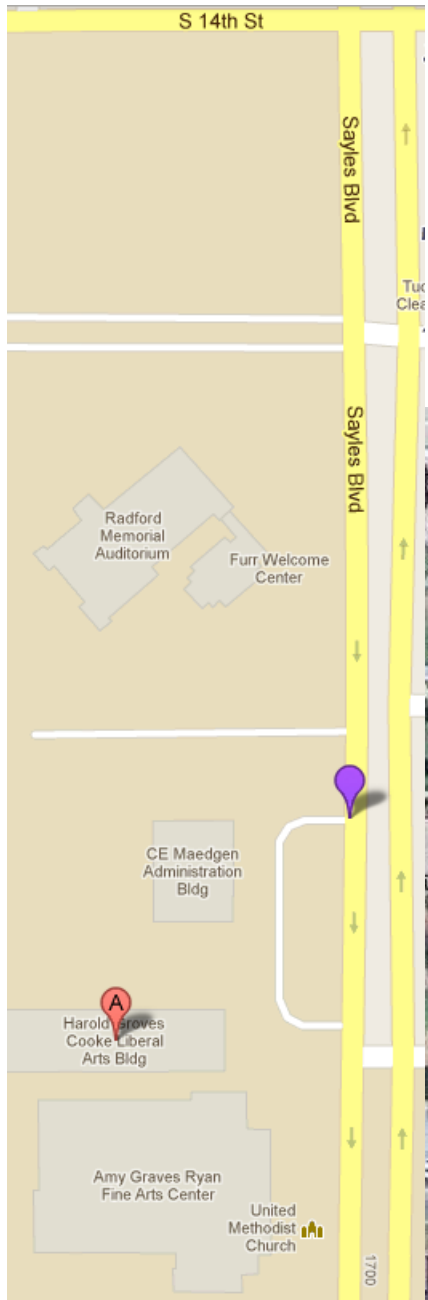 S 14th St
Sayles Blvd
Sayles Blvd
Radford
Memorial
Auditorium
Furr Welcome
Center
CE Maedgen
Administration
Bldg
A
Harold Groves
Cooke Liberal
Arts Bldg
Amy Graves Ryan
Fine Arts Center
United
Methodist
Church
1700